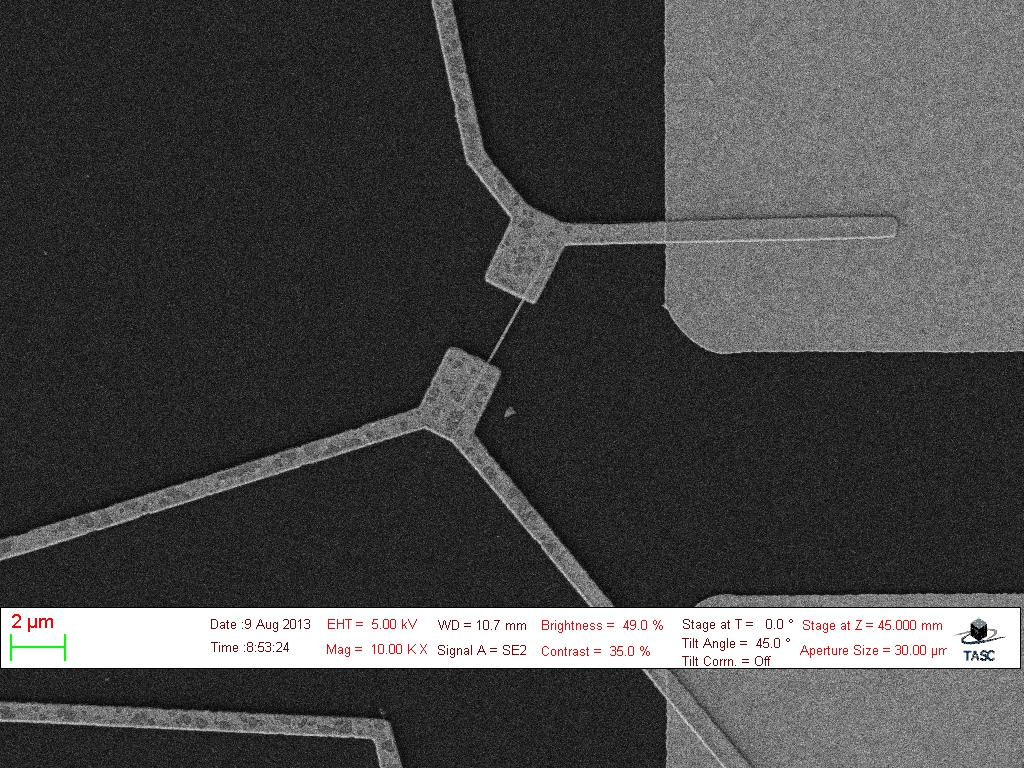 2 µm
Date :9 Aug 2013
Time :8:53:24
EHT = 5.00 kV
Mag = 10.00 K X
WD = 10.7 mm
Signal A = SE2
Brightness = 49.0 %
Contrast = 35.0 %
Stage at T = 0.0 °
Tilt Angle = 45.0 °
Tilt Corrn. = Off
Stage at Z = 45.000 mm
Aperture Size = 30.00 µm
TASC